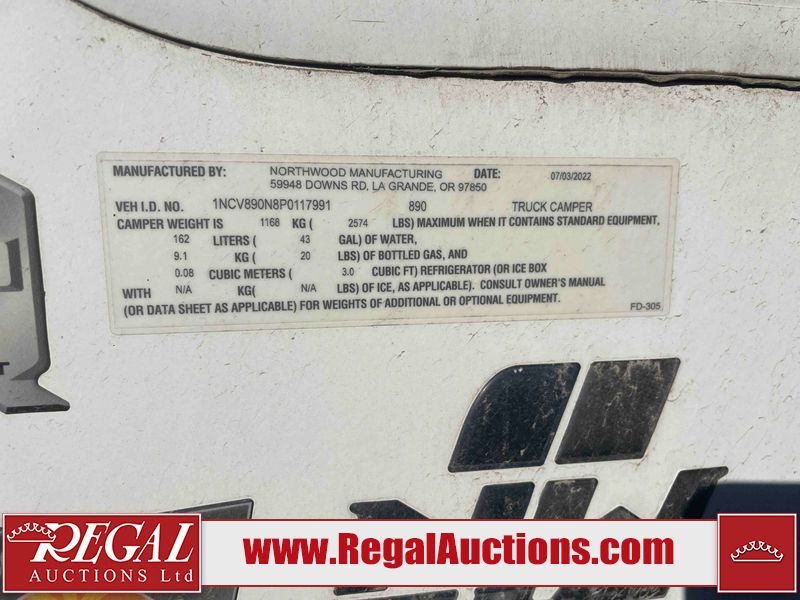 MANUFACTURED BY: NORTHWOOD MANUFACTURING DATE: 07/03/2022
59948 DOWNS RD, LA GRANDE, OR 97850
VEH I.D. NO. 1NCV890N8P0117991 890 TRUCK CAMPER
CAMPER WEIGHT IS 1168 KG ( 2574 LBS) MAXIMUM WHEN IT CONTAINS STANDARD EQUIPMENT,
162 LITERS ( 43 GAL) OF WATER,
9.1 KG ( 20 LBS) OF BOTTLED GAS, AND
0.08 CUBIC METERS ( 3.0 CUBIC FT) REFRIGERATOR (OR ICE BOX
WITH N/A KG( N/A LBS) OF ICE, AS APPLICABLE). CONSULT OWNER'S MANUAL
(OR DATA SHEET AS APPLICABLE) FOR WEIGHTS OF ADDITIONAL OR OPTIONAL EQUIPMENT.
FD-305
REGAL
AUCTIONS Ltd
www.RegalAuctions.com